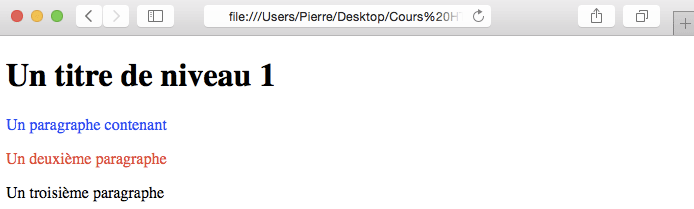 file:///Users/Pierre/Desktop/Cours%20H
Un titre de niveau 1
Un paragraphe contenant
Un deuxième paragraphe
Un troisième paragraphe